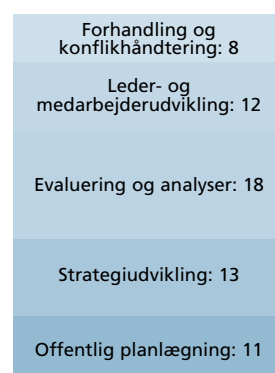 Forhandling og
konflikhåndtering: 8
Leder- og
medarbejderudvikling: 12
Evaluering og analyser: 18
Strategiudvikling: 13
Offentlig planlægning: 11